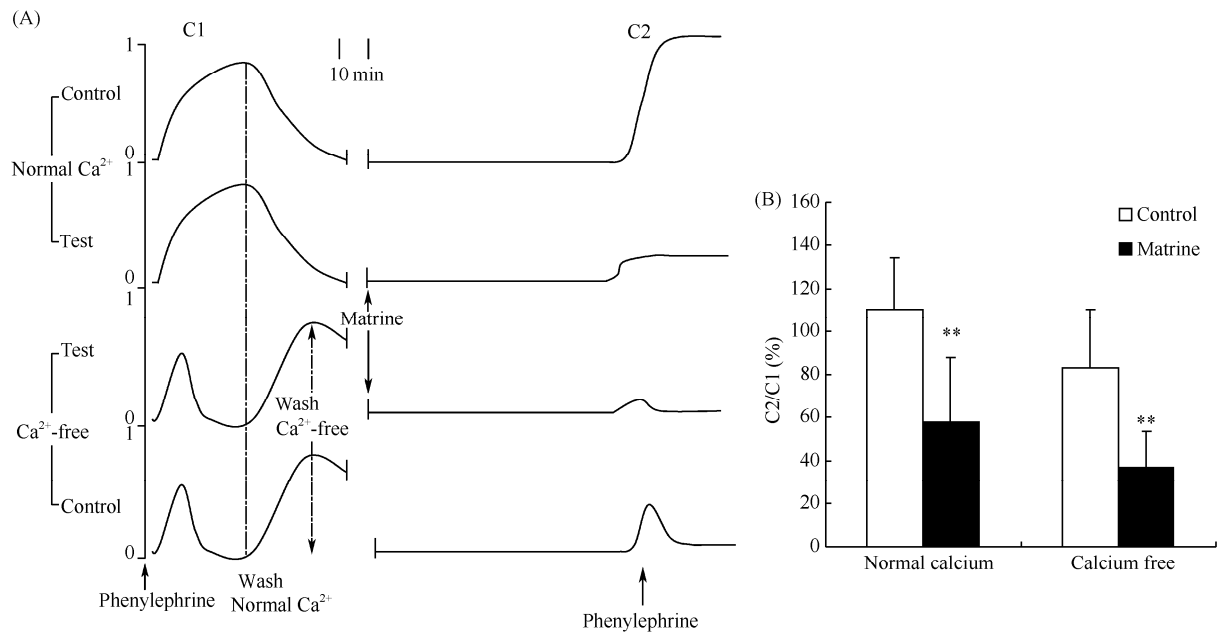 (A)
C1
C2
10 min
1
Control
0
Normal Ca²⁺
1
Test
0
1
Matrine
Test
Wash
Ca²⁺-free
0
Ca²⁺-free
1
Control
0
Phenylephrine
Wash
Normal Ca²⁺
Phenylephrine
(B)
160
140
120
100
80
60
40
20
0
C2/C1 (%)
Control
Matrine
**
**
Normal calcium
Calcium free